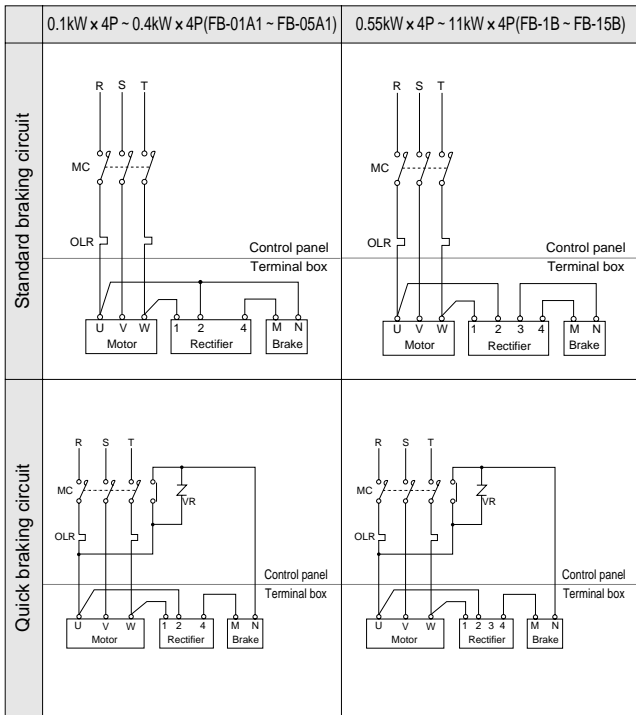 0.1kW × 4P ~ 0.4kW × 4P(FB-01A1 ~ FB-05A1)
0.55kW × 4P ~ 11kW × 4P(FB-1B ~ FB-15B)
Standard braking circuit
R S T
MC
OLR
Control panel
Terminal box
U V W 1 2 4 M N
Motor Rectifier Brake
R S T
MC
OLR
Control panel
Terminal box
U V W 1 2 3 4 M N
Motor Rectifier Brake
Quick braking circuit
R S T
MC
VR
OLR
Control panel
Terminal box
U V W 1 2 4 M N
Motor Rectifier Brake
R S T
MC
VR
OLR
Control panel
Terminal box
U V W 1 2 3 4 M N
Motor Rectifier Brake